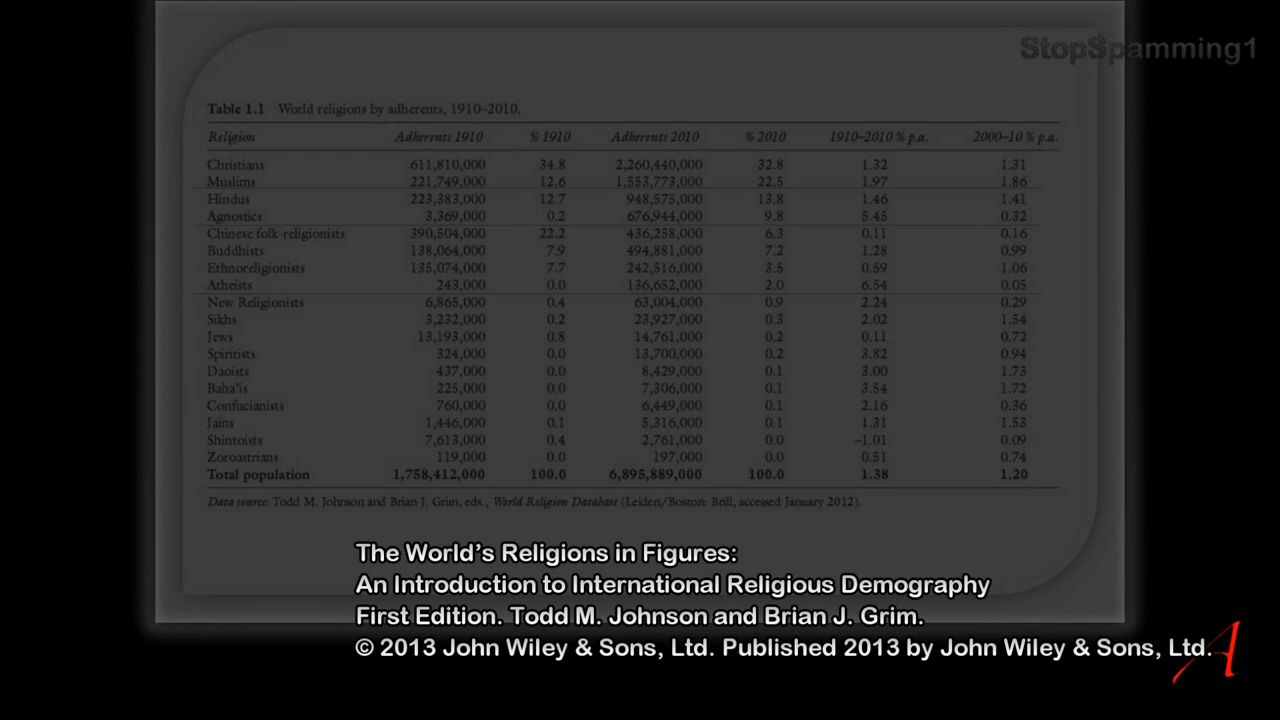 StopSpamming1
Table 1.1 World religions by adherents, 1910–2010.
Religion Adherents 1910 % 1910 Adherents 2010 % 2010 1910–2010 % p.a. 2000–10 % p.a.
Christians 611,810,000 34.8 2,260,440,000 32.8 1.32 1.31
Muslims 221,749,000 12.6 1,553,773,000 22.5 1.97 1.86
Hindus 223,383,000 12.7 948,575,000 13.8 1.46 1.41
Agnostics 3,369,000 0.2 676,944,000 9.8 5.45 0.32
Chinese folk-religionists 390,504,000 22.2 436,258,000 6.3 0.11 0.16
Buddhists 138,064,000 7.9 494,881,000 7.2 1.28 0.99
Ethnoreligionists 135,074,000 7.7 242,516,000 3.5 0.59 1.06
Atheists 243,000 0.0 136,652,000 2.0 6.54 0.05
New Religionists 6,865,000 0.4 63,004,000 0.9 2.24 0.29
Sikhs 3,232,000 0.2 23,927,000 0.3 2.02 1.54
Jews 13,193,000 0.8 14,761,000 0.2 0.11 0.72
Spiritists 324,000 0.0 13,700,000 0.2 3.82 0.94
Daoists 437,000 0.0 8,429,000 0.1 3.00 1.73
Baha'is 225,000 0.0 7,306,000 0.1 3.54 1.72
Confucianists 760,000 0.0 6,449,000 0.1 2.16 0.36
Jains 1,446,000 0.1 5,316,000 0.1 1.31 1.53
Shintoists 7,613,000 0.4 2,761,000 0.0 –1.01 0.09
Zoroastrians 119,000 0.0 197,000 0.0 0.51 0.74
Total population 1,758,412,000 100.0 6,895,889,000 100.0 1.38 1.20
Data source: Todd M. Johnson and Brian J. Grim, eds., World Religion Database (Leiden/Boston: Brill, accessed January 2012).
The World's Religions in Figures:
An Introduction to International Religious Demography
First Edition. Todd M. Johnson and Brian J. Grim.
© 2013 John Wiley & Sons, Ltd. Published 2013 by John Wiley & Sons, Ltd.
A